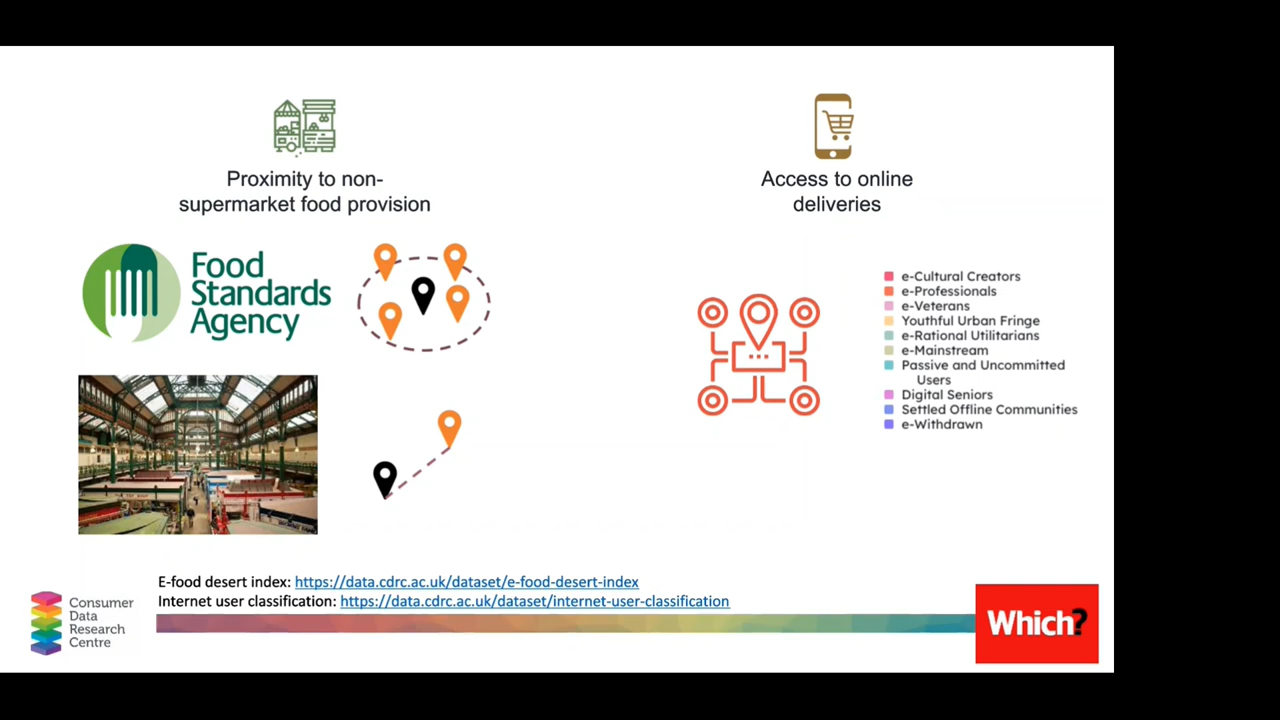 Proximity to non-
supermarket food provision
Access to online
deliveries
Food
Standards
Agency
e-Cultural Creators
e-Professionals
e-Veterans
Youthful Urban Fringe
e-Rational Utilitarians
e-Mainstream
Passive and Uncommitted
Users
Digital Seniors
Settled Offline Communities
e-Withdrawn
E-food desert index: https://data.cdrc.ac.uk/dataset/e-food-desert-index
Internet user classification: https://data.cdrc.ac.uk/dataset/internet-user-classification
Consumer
Data
Research
Centre
Which?